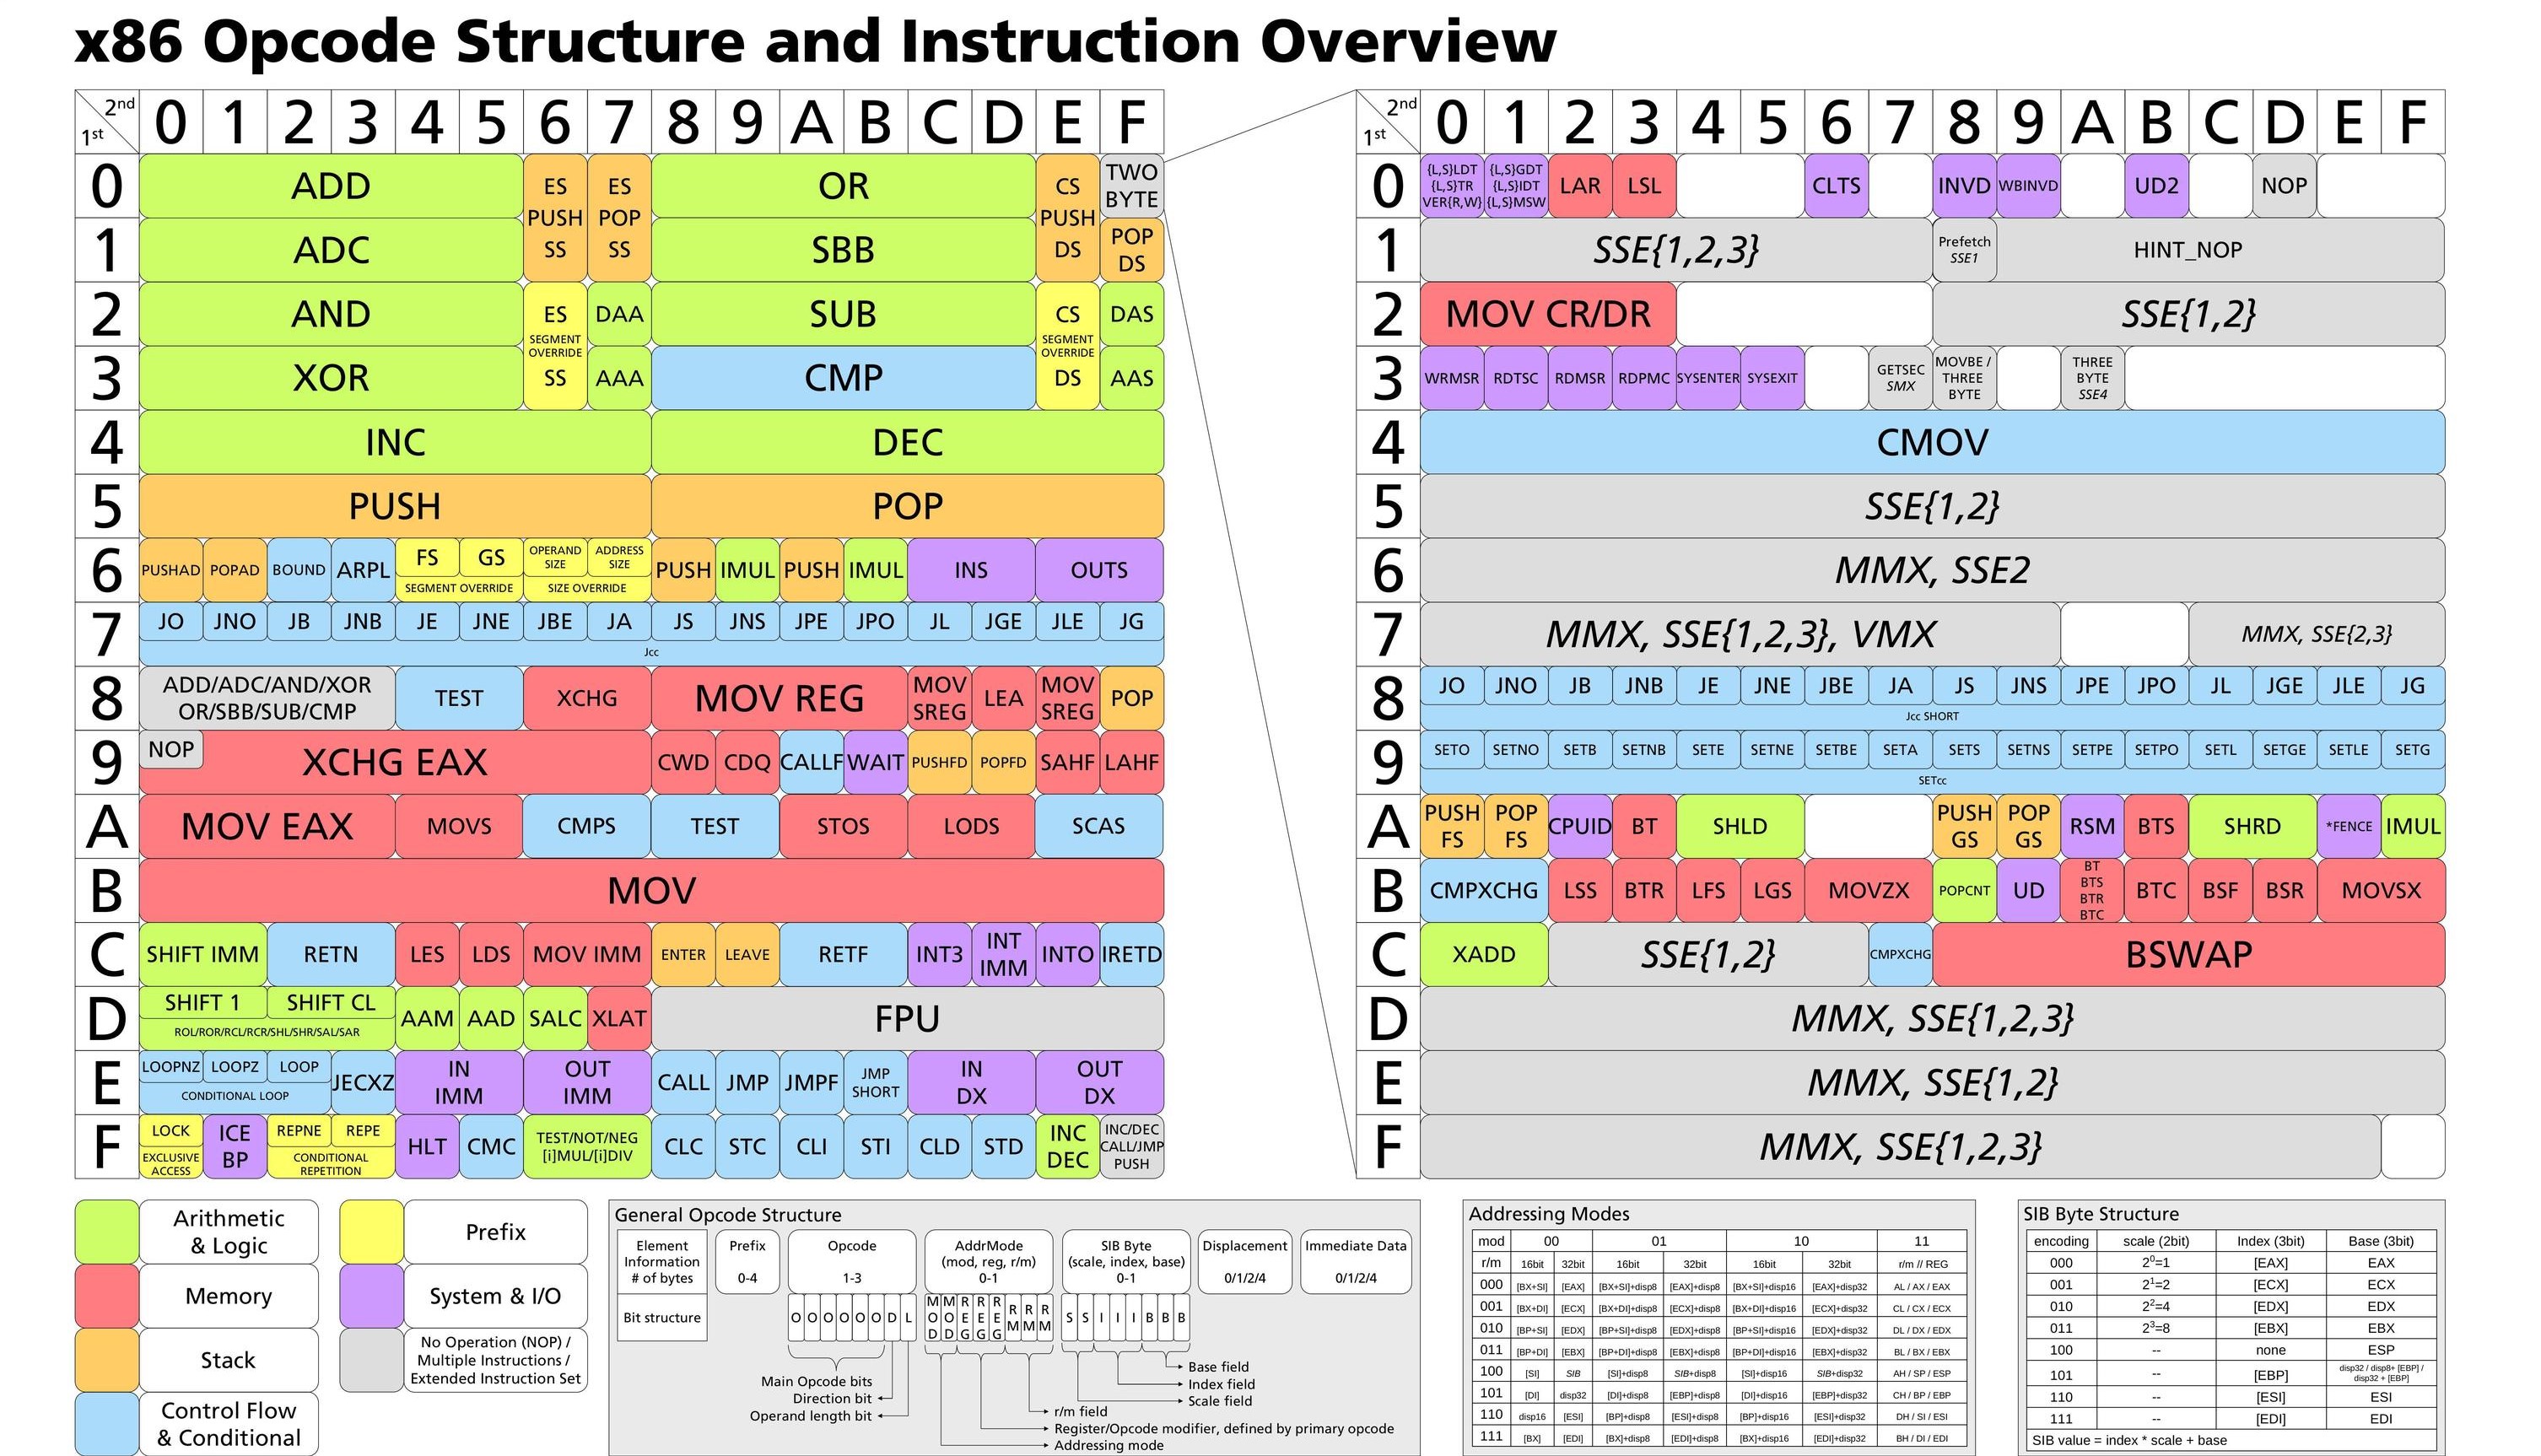 x86 Opcode Structure and Instruction Overview
2nd 0 1 2 3 4 5 6 7 8 9 A B C D E F
1st
0 ADD ES PUSH SS ES POP SS OR CS PUSH DS TWO BYTE
1 ADC SBB POP DS
2 AND ES SEGMENT OVERRIDE SS DAA SUB CS SEGMENT OVERRIDE DS DAS
3 XOR AAA CMP AAS
4 INC DEC
5 PUSH POP
6 PUSHAD POPAD BOUND ARPL FS GS OPERAND SIZE ADDRESS SIZE PUSH IMUL PUSH IMUL INS OUTS
SEGMENT OVERRIDE SIZE OVERRIDE
7 JO JNO JB JNB JE JNE JBE JA JS JNS JPE JPO JL JGE JLE JG
Jcc
8 ADD/ADC/AND/XOR OR/SBB/SUB/CMP TEST XCHG MOV REG MOV SREG LEA MOV SREG POP
9 NOP XCHG EAX CWD CDQ CALLF WAIT PUSHFD POPFD SAHF LAHF
A MOV EAX MOVS CMPS TEST STOS LODS SCAS
B MOV
C SHIFT IMM RETN LES LDS MOV IMM ENTER LEAVE RETF INT3 INT IMM INTO IRETD
D SHIFT 1 SHIFT CL AAM AAD SALC XLAT FPU
ROL/ROR/RCL/RCR/SHL/SHR/SAL/SAR
E LOOPNZ LOOPZ LOOP JECXZ IN IMM OUT IMM CALL JMP JMPF JMP SHORT IN DX OUT DX
CONDITIONAL LOOP
F LOCK ICE BP REPNE REPE HLT CMC TEST/NOT/NEG [i]MUL/[i]DIV CLC STC CLI STI CLD STD INC DEC INC/DEC CALL/JMP PUSH
EXCLUSIVE ACCESS CONDITIONAL REPETITION
2nd 0 1 2 3 4 5 6 7 8 9 A B C D E F
1st
0 {L,S}LDT {L,S}TR VER{R,W} {L,S}GDT {L,S}IDT {L,S}MSW LAR LSL CLTS INVD WBINVD UD2 NOP
1 SSE{1,2,3} Prefetch SSE1 HINT_NOP
2 MOV CR/DR SSE{1,2}
3 WRMSR RDTSC RDMSR RDPMC SYSENTER SYSEXIT GETSEC SMX MOVBE / THREE BYTE THREE BYTE SSE4
4 CMOV
5 SSE{1,2}
6 MMX, SSE2
7 MMX, SSE{1,2,3}, VMX MMX, SSE{2,3}
8 JO JNO JB JNB JE JNE JBE JA JS JNS JPE JPO JL JGE JLE JG
Jcc SHORT
9 SETO SETNO SETB SETNB SETE SETNE SETBE SETA SETS SETNS SETPE SETPO SETL SETGE SETLE SETG
SETcc
A PUSH FS POP FS CPUID BT SHLD PUSH GS POP GS RSM BTS SHRD *FENCE IMUL
B CMPXCHG LSS BTR LFS LGS MOVZX POPCNT UD BT BTS BTR BTC BTC BSF BSR MOVSX
C XADD SSE{1,2} CMPXCHG BSWAP
D MMX, SSE{1,2,3}
E MMX, SSE{1,2}
F MMX, SSE{1,2,3}
Arithmetic & Logic
Prefix
Memory
System & I/O
Stack
No Operation (NOP) /
Multiple Instructions /
Extended Instruction Set
Control Flow & Conditional
General Opcode Structure
Element Information # of bytes
Prefix 0-4
Opcode 1-3
AddrMode (mod, reg, r/m) 0-1
SIB Byte (scale, index, base) 0-1
Displacement 0/1/2/4
Immediate Data 0/1/2/4
Bit structure O O O O O O D L MOD MOD REG REG REG RM RM RM S S I I I B B B
Main Opcode bits
Direction bit
Operand length bit
Base field
Index field
Scale field
r/m field
Register/Opcode modifier, defined by primary opcode
Addressing mode
Addressing Modes
mod 00 01 10 11
r/m 16bit 32bit 16bit 32bit 16bit 32bit r/m // REG
000 [BX+SI] [EAX] [BX+SI]+disp8 [EAX]+disp8 [BX+SI]+disp16 [EAX]+disp32 AL / AX / EAX
001 [BX+DI] [ECX] [BX+DI]+disp8 [ECX]+disp8 [BX+DI]+disp16 [ECX]+disp32 CL / CX / ECX
010 [BP+SI] [EDX] [BP+SI]+disp8 [EDX]+disp8 [BP+SI]+disp16 [EDX]+disp32 DL / DX / EDX
011 [BP+DI] [EBX] [BP+DI]+disp8 [EBX]+disp8 [BP+DI]+disp16 [EBX]+disp32 BL / BX / EBX
100 [SI] SIB [SI]+disp8 SIB+disp8 [SI]+disp16 SIB+disp32 AH / SP / ESP
101 [DI] disp32 [DI]+disp8 [EBP]+disp8 [DI]+disp16 [EBP]+disp32 CH / BP / EBP
110 disp16 [ESI] [BP]+disp8 [ESI]+disp8 [BP]+disp16 [ESI]+disp32 DH / SI / ESI
111 [BX] [EDI] [BX]+disp8 [EDI]+disp8 [BX]+disp16 [EDI]+disp32 BH / DI / EDI
SIB Byte Structure
encoding scale (2bit) Index (3bit) Base (3bit)
000 2⁰=1 [EAX] EAX
001 2¹=2 [ECX] ECX
010 2²=4 [EDX] EDX
011 2³=8 [EBX] EBX
100 -- none ESP
101 -- [EBP] disp32 / disp8+ [EBP] / disp32 + [EBP]
110 -- [ESI] ESI
111 -- [EDI] EDI
SIB value = index * scale + base